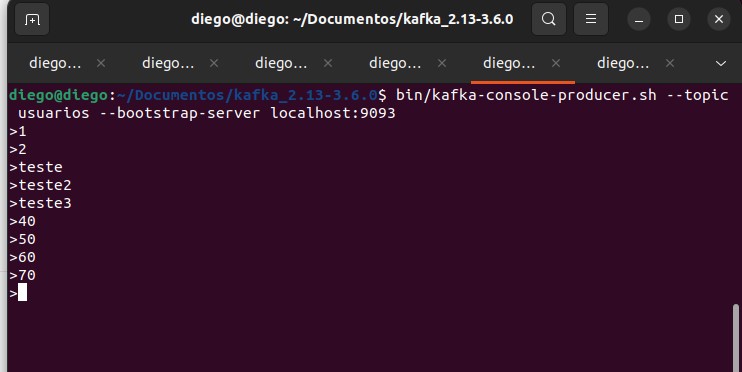 diego@diego: ~/Documentos/kafka_2.13-3.6.0
diego... diego... diego... diego... diego... diego...
diego@diego:~/Documentos/kafka_2.13-3.6.0$ bin/kafka-console-producer.sh --topic
usuarios --bootstrap-server localhost:9093
>1
>2
>teste
>teste2
>teste3
>40
>50
>60
>70
>